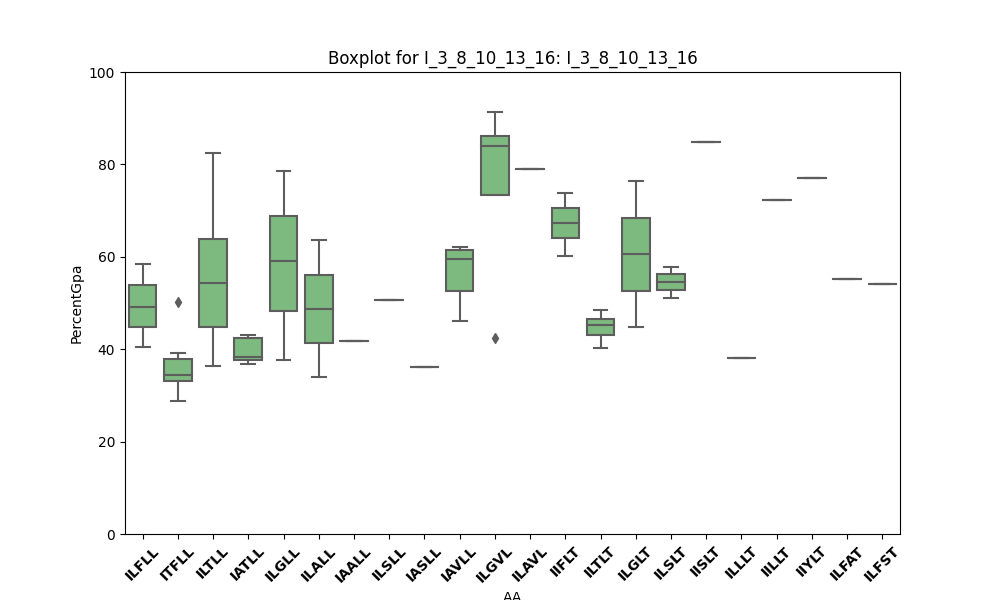 Boxplot for I_3_8_10_13_16: I_3_8_10_13_16
100
80
60
40
20
0
PercentGpa
ILFLL ITFLL ILTLL IATLL ILGLL ILALL IAALL ILSLL IASLL IAVLL ILGVL ILAVL IIFLT ILTLT ILGLT ILSLT IISLT ILLLT IILLT IIYLT ILFAT ILFST
AA